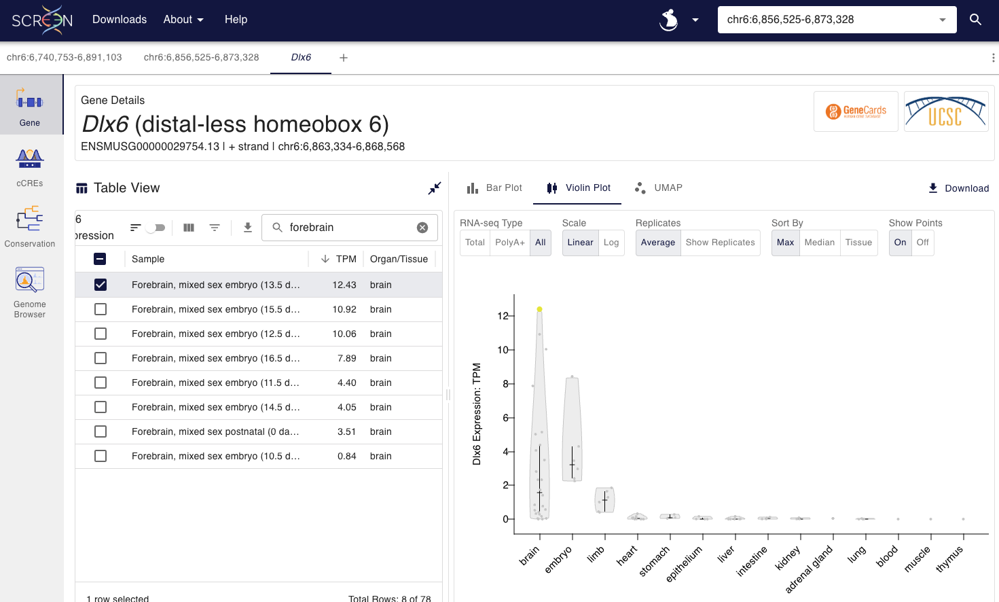 SCREEN Downloads About Help chr6:6,856,525-6,873,328
chr6:6,740,753-6,891,103 chr6:6,856,525-6,873,328 Dlx6 +
Gene
cCREs
Conservation
Genome
Browser
Gene Details
Dlx6 (distal-less homeobox 6)
ENSMUSG00000029754.13 | + strand | chr6:6,863,334-6,868,568
GeneCards
HUMAN GENE DATABASE
UCSC
Table View
6
pression
forebrain
Sample TPM Organ/Tissue
Forebrain, mixed sex embryo (13.5 d... 12.43 brain
Forebrain, mixed sex embryo (15.5 d... 10.92 brain
Forebrain, mixed sex embryo (12.5 d... 10.06 brain
Forebrain, mixed sex embryo (16.5 d... 7.89 brain
Forebrain, mixed sex embryo (11.5 d... 4.40 brain
Forebrain, mixed sex embryo (14.5 d... 4.05 brain
Forebrain, mixed sex postnatal (0 da... 3.51 brain
Forebrain, mixed sex embryo (10.5 d... 0.84 brain
1 row selected Total Rows: 8 of 78
Bar Plot Violin Plot UMAP Download
RNA-seq Type Scale Replicates Sort By Show Points
Total PolyA+ All Linear Log Average Show Replicates Max Median Tissue On Off
Dlx6 Expression: TPM
12
10
8
6
4
2
0
brain
embryo
limb
heart
stomach
epithelium
liver
intestine
kidney
adrenal gland
lung
blood
muscle
thymus